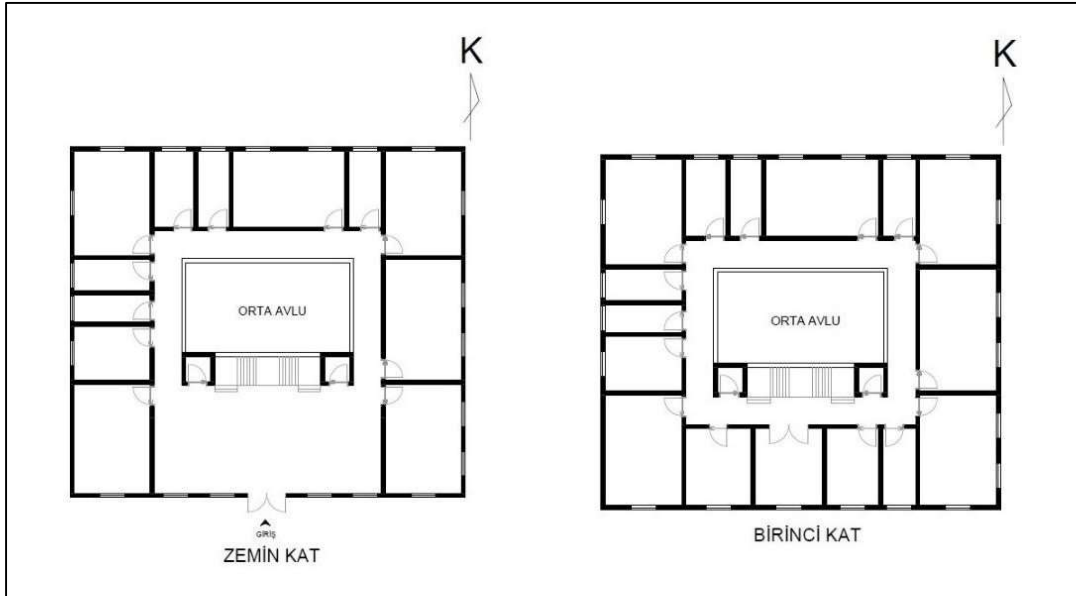 K
ORTA AVLU
GİRİŞ
ZEMİN KAT
K
ORTA AVLU
BİRİNCİ KAT